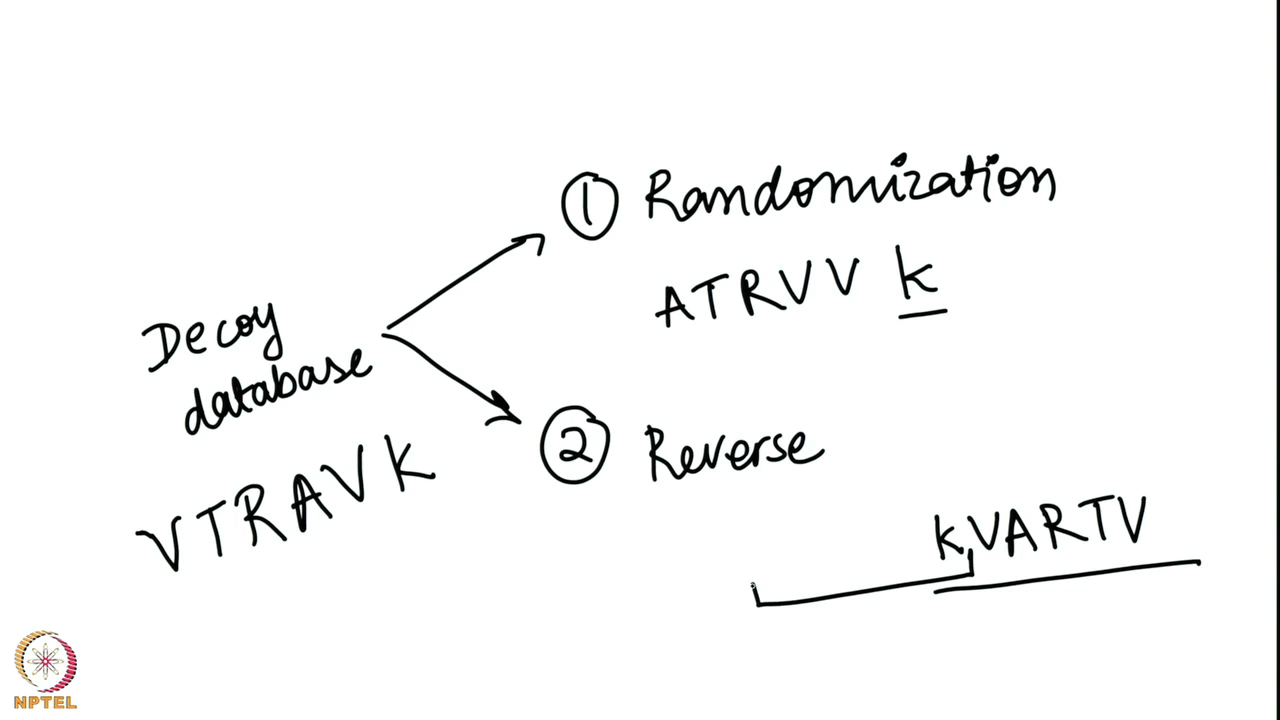 ① Randomization
ATRVV k
Decoy
database
VTRAVK
② Reverse
kVARTV
NPTEL